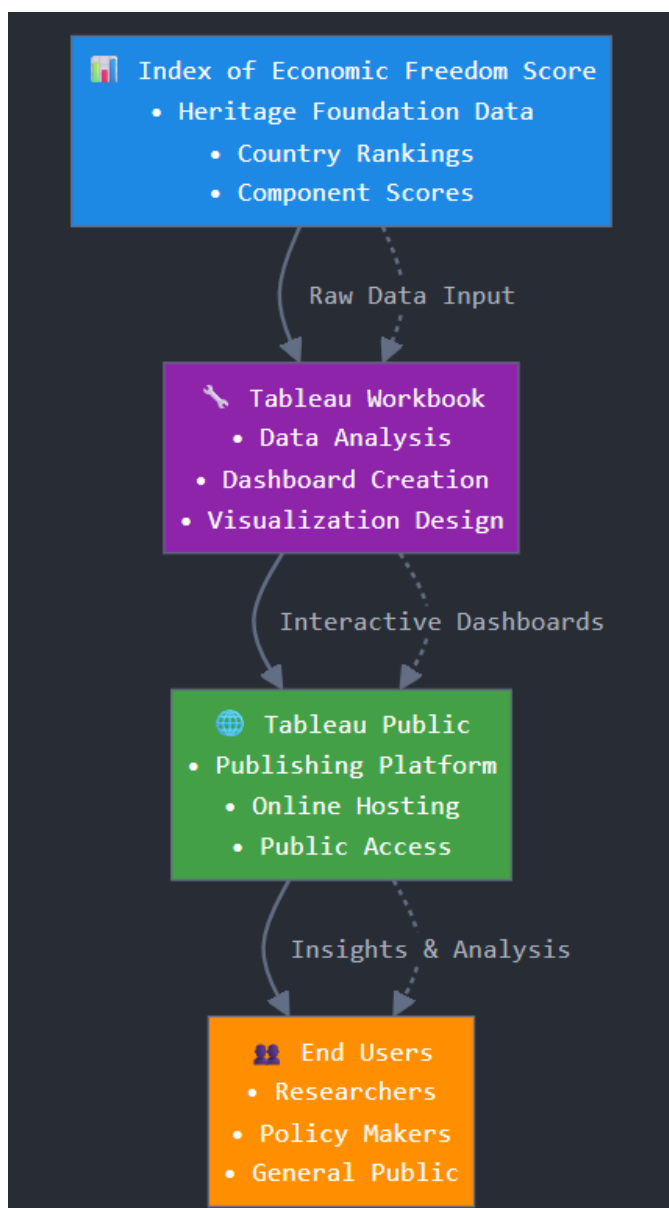 📊 Index of Economic Freedom Score
• Heritage Foundation Data
• Country Rankings
• Component Scores
Raw Data Input
🔧 Tableau Workbook
• Data Analysis
• Dashboard Creation
• Visualization Design
Interactive Dashboards
🌐 Tableau Public
• Publishing Platform
• Online Hosting
• Public Access
Insights & Analysis
👥 End Users
• Researchers
• Policy Makers
• General Public